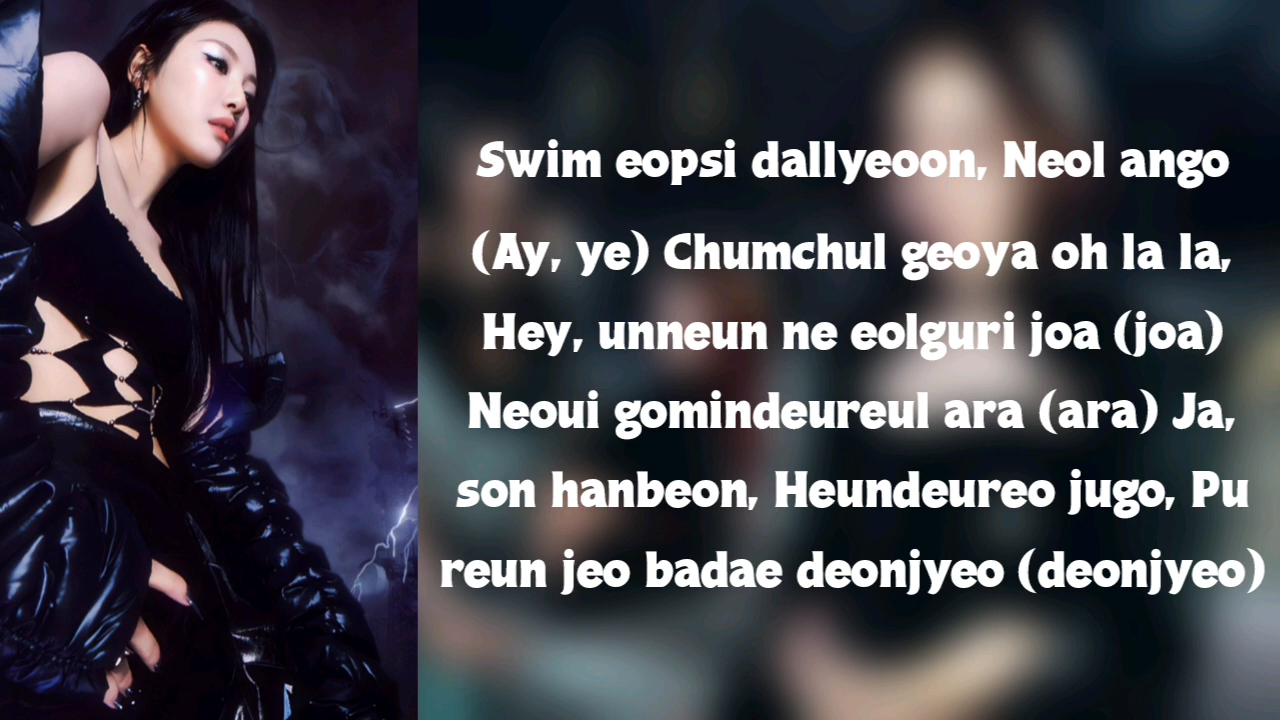 Swim eopsi dallyeoon, Neol ango
(Ay, ye) Chumchul geoya oh la la,
Hey, unneun ne eolguri joa (joa)
Neoui gomindeureul ara (ara) Ja,
son hanbeon, Heundeureo jugo, Pu
reun jeo badae deonjyeo (deonjyeo)